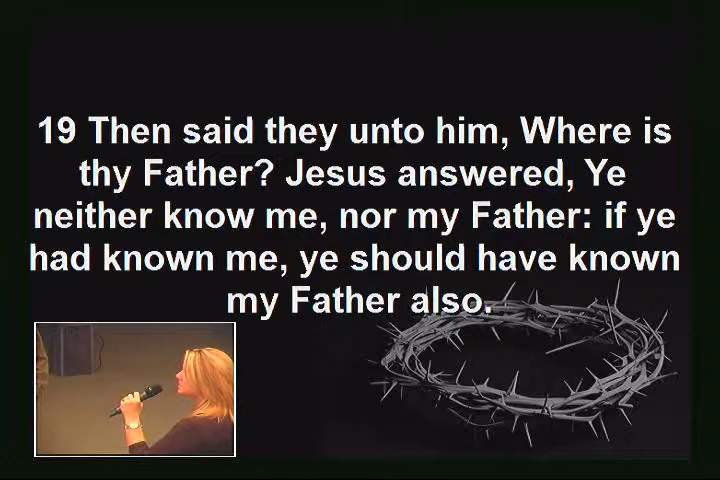 19 Then said they unto him, Where is
thy Father? Jesus answered, Ye
neither know me, nor my Father: if ye
had known me, ye should have known
my Father also.